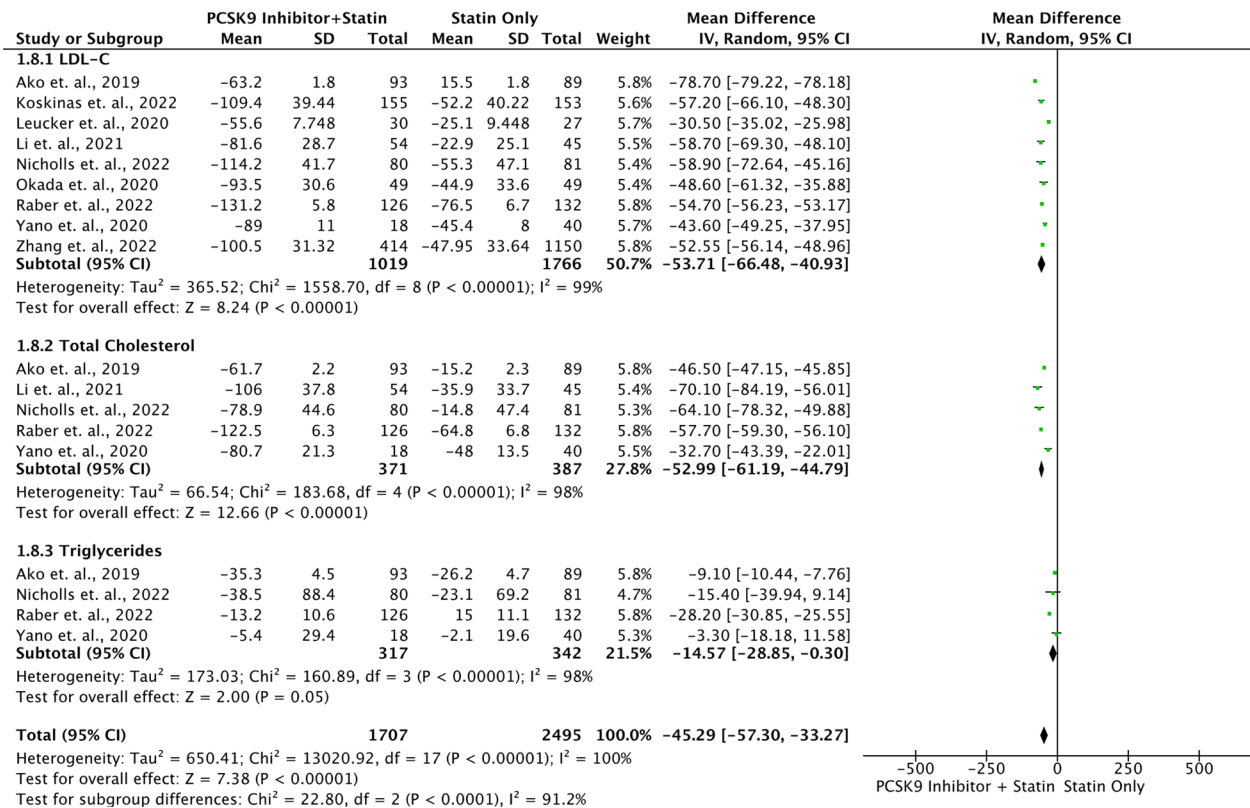 PCSK9 Inhibitor+Statin Statin Only Mean Difference Mean Difference
Study or Subgroup Mean SD Total Mean SD Total Weight IV, Random, 95% CI IV, Random, 95% CI
1.8.1 LDL-C
Ako et. al., 2019 −63.2 1.8 93 15.5 1.8 89 5.8% −78.70 [−79.22, −78.18]
Koskinas et. al., 2022 −109.4 39.44 155 −52.2 40.22 153 5.6% −57.20 [−66.10, −48.30]
Leucker et. al., 2020 −55.6 7.748 30 −25.1 9.448 27 5.7% −30.50 [−35.02, −25.98]
Li et. al., 2021 −81.6 28.7 54 −22.9 25.1 45 5.5% −58.70 [−69.30, −48.10]
Nicholls et. al., 2022 −114.2 41.7 80 −55.3 47.1 81 5.4% −58.90 [−72.64, −45.16]
Okada et. al., 2020 −93.5 30.6 49 −44.9 33.6 49 5.4% −48.60 [−61.32, −35.88]
Raber et. al., 2022 −131.2 5.8 126 −76.5 6.7 132 5.8% −54.70 [−56.23, −53.17]
Yano et. al., 2020 −89 11 18 −45.4 8 40 5.7% −43.60 [−49.25, −37.95]
Zhang et. al., 2022 −100.5 31.32 414 −47.95 33.64 1150 5.8% −52.55 [−56.14, −48.96]
Subtotal (95% CI) 1019 1766 50.7% −53.71 [−66.48, −40.93]
Heterogeneity: Tau² = 365.52; Chi² = 1558.70, df = 8 (P < 0.00001); I² = 99%
Test for overall effect: Z = 8.24 (P < 0.00001)
1.8.2 Total Cholesterol
Ako et. al., 2019 −61.7 2.2 93 −15.2 2.3 89 5.8% −46.50 [−47.15, −45.85]
Li et. al., 2021 −106 37.8 54 −35.9 33.7 45 5.4% −70.10 [−84.19, −56.01]
Nicholls et. al., 2022 −78.9 44.6 80 −14.8 47.4 81 5.3% −64.10 [−78.32, −49.88]
Raber et. al., 2022 −122.5 6.3 126 −64.8 6.8 132 5.8% −57.70 [−59.30, −56.10]
Yano et. al., 2020 −80.7 21.3 18 −48 13.5 40 5.5% −32.70 [−43.39, −22.01]
Subtotal (95% CI) 371 387 27.8% −52.99 [−61.19, −44.79]
Heterogeneity: Tau² = 66.54; Chi² = 183.68, df = 4 (P < 0.00001); I² = 98%
Test for overall effect: Z = 12.66 (P < 0.00001)
1.8.3 Triglycerides
Ako et. al., 2019 −35.3 4.5 93 −26.2 4.7 89 5.8% −9.10 [−10.44, −7.76]
Nicholls et. al., 2022 −38.5 88.4 80 −23.1 69.2 81 4.7% −15.40 [−39.94, 9.14]
Raber et. al., 2022 −13.2 10.6 126 15 11.1 132 5.8% −28.20 [−30.85, −25.55]
Yano et. al., 2020 −5.4 29.4 18 −2.1 19.6 40 5.3% −3.30 [−18.18, 11.58]
Subtotal (95% CI) 317 342 21.5% −14.57 [−28.85, −0.30]
Heterogeneity: Tau² = 173.03; Chi² = 160.89, df = 3 (P < 0.00001); I² = 98%
Test for overall effect: Z = 2.00 (P = 0.05)
Total (95% CI) 1707 2495 100.0% −45.29 [−57.30, −33.27]
Heterogeneity: Tau² = 650.41; Chi² = 13020.92, df = 17 (P < 0.00001); I² = 100%
Test for overall effect: Z = 7.38 (P < 0.00001)
Test for subgroup differences: Chi² = 22.80, df = 2 (P < 0.0001), I² = 91.2%
−500 −250 0 250 500
PCSK9 Inhibitor + Statin Statin Only